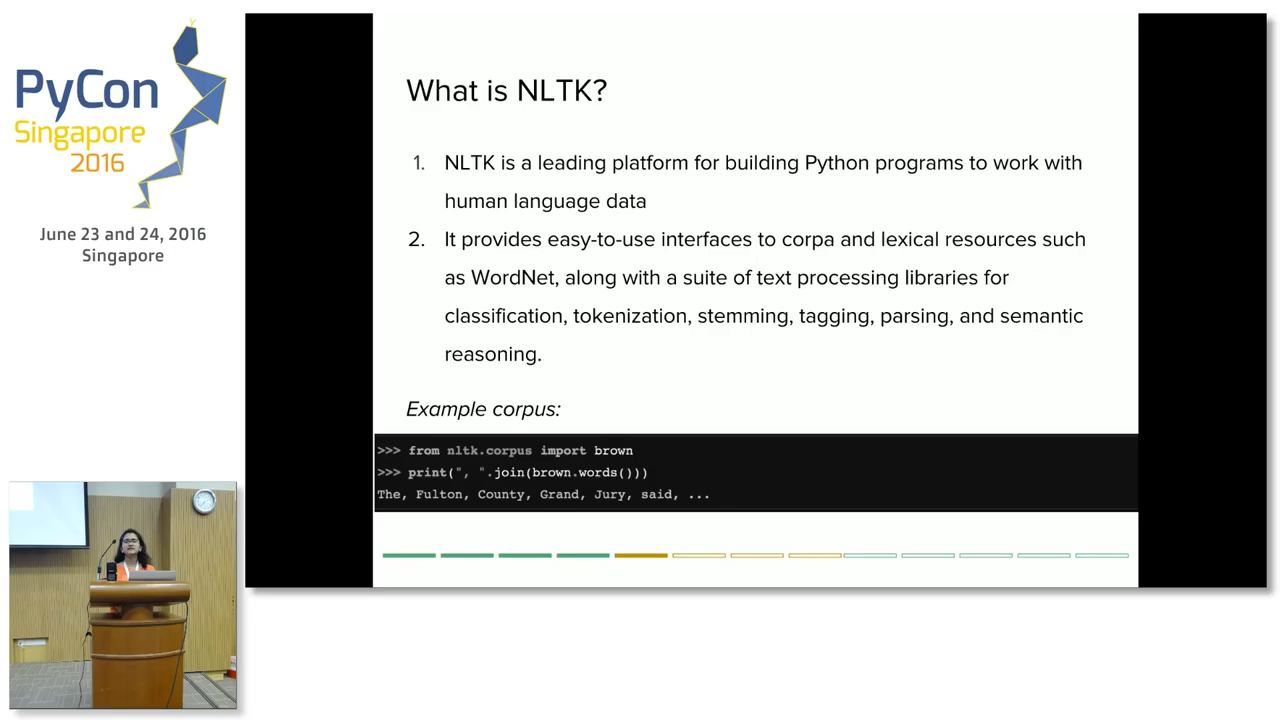 PyCon
Singapore
2016
June 23 and 24, 2016
Singapore
What is NLTK?
1. NLTK is a leading platform for building Python programs to work with
human language data
2. It provides easy-to-use interfaces to corpa and lexical resources such
as WordNet, along with a suite of text processing libraries for
classification, tokenization, stemming, tagging, parsing, and semantic
reasoning.
Example corpus:
>>> from nltk.corpus import brown
>>> print(", ".join(brown.words()))
The, Fulton, County, Grand, Jury, said, ...